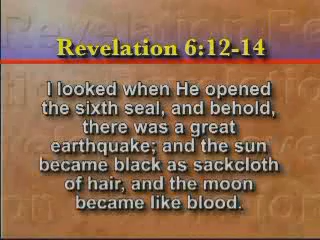 Revelation 6:12-14
I looked when He opened
the sixth seal, and behold,
there was a great
earthquake; and the sun
became black as sackcloth
of hair, and the moon
became like blood.